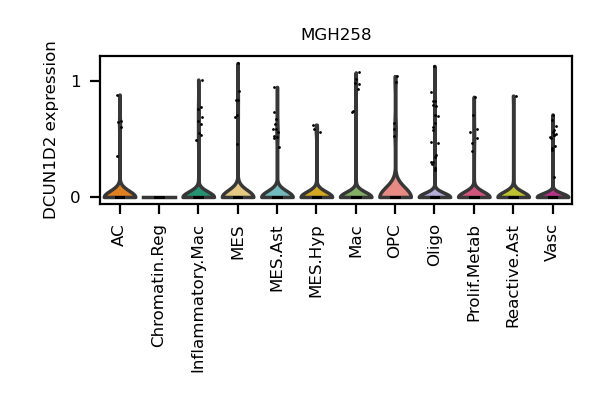 MGH258
DCUN1D2 expression
1
0
AC
Chromatin.Reg
Inflammatory.Mac
MES
MES.Ast
MES.Hyp
Mac
OPC
Oligo
Prolif.Metab
Reactive.Ast
Vasc